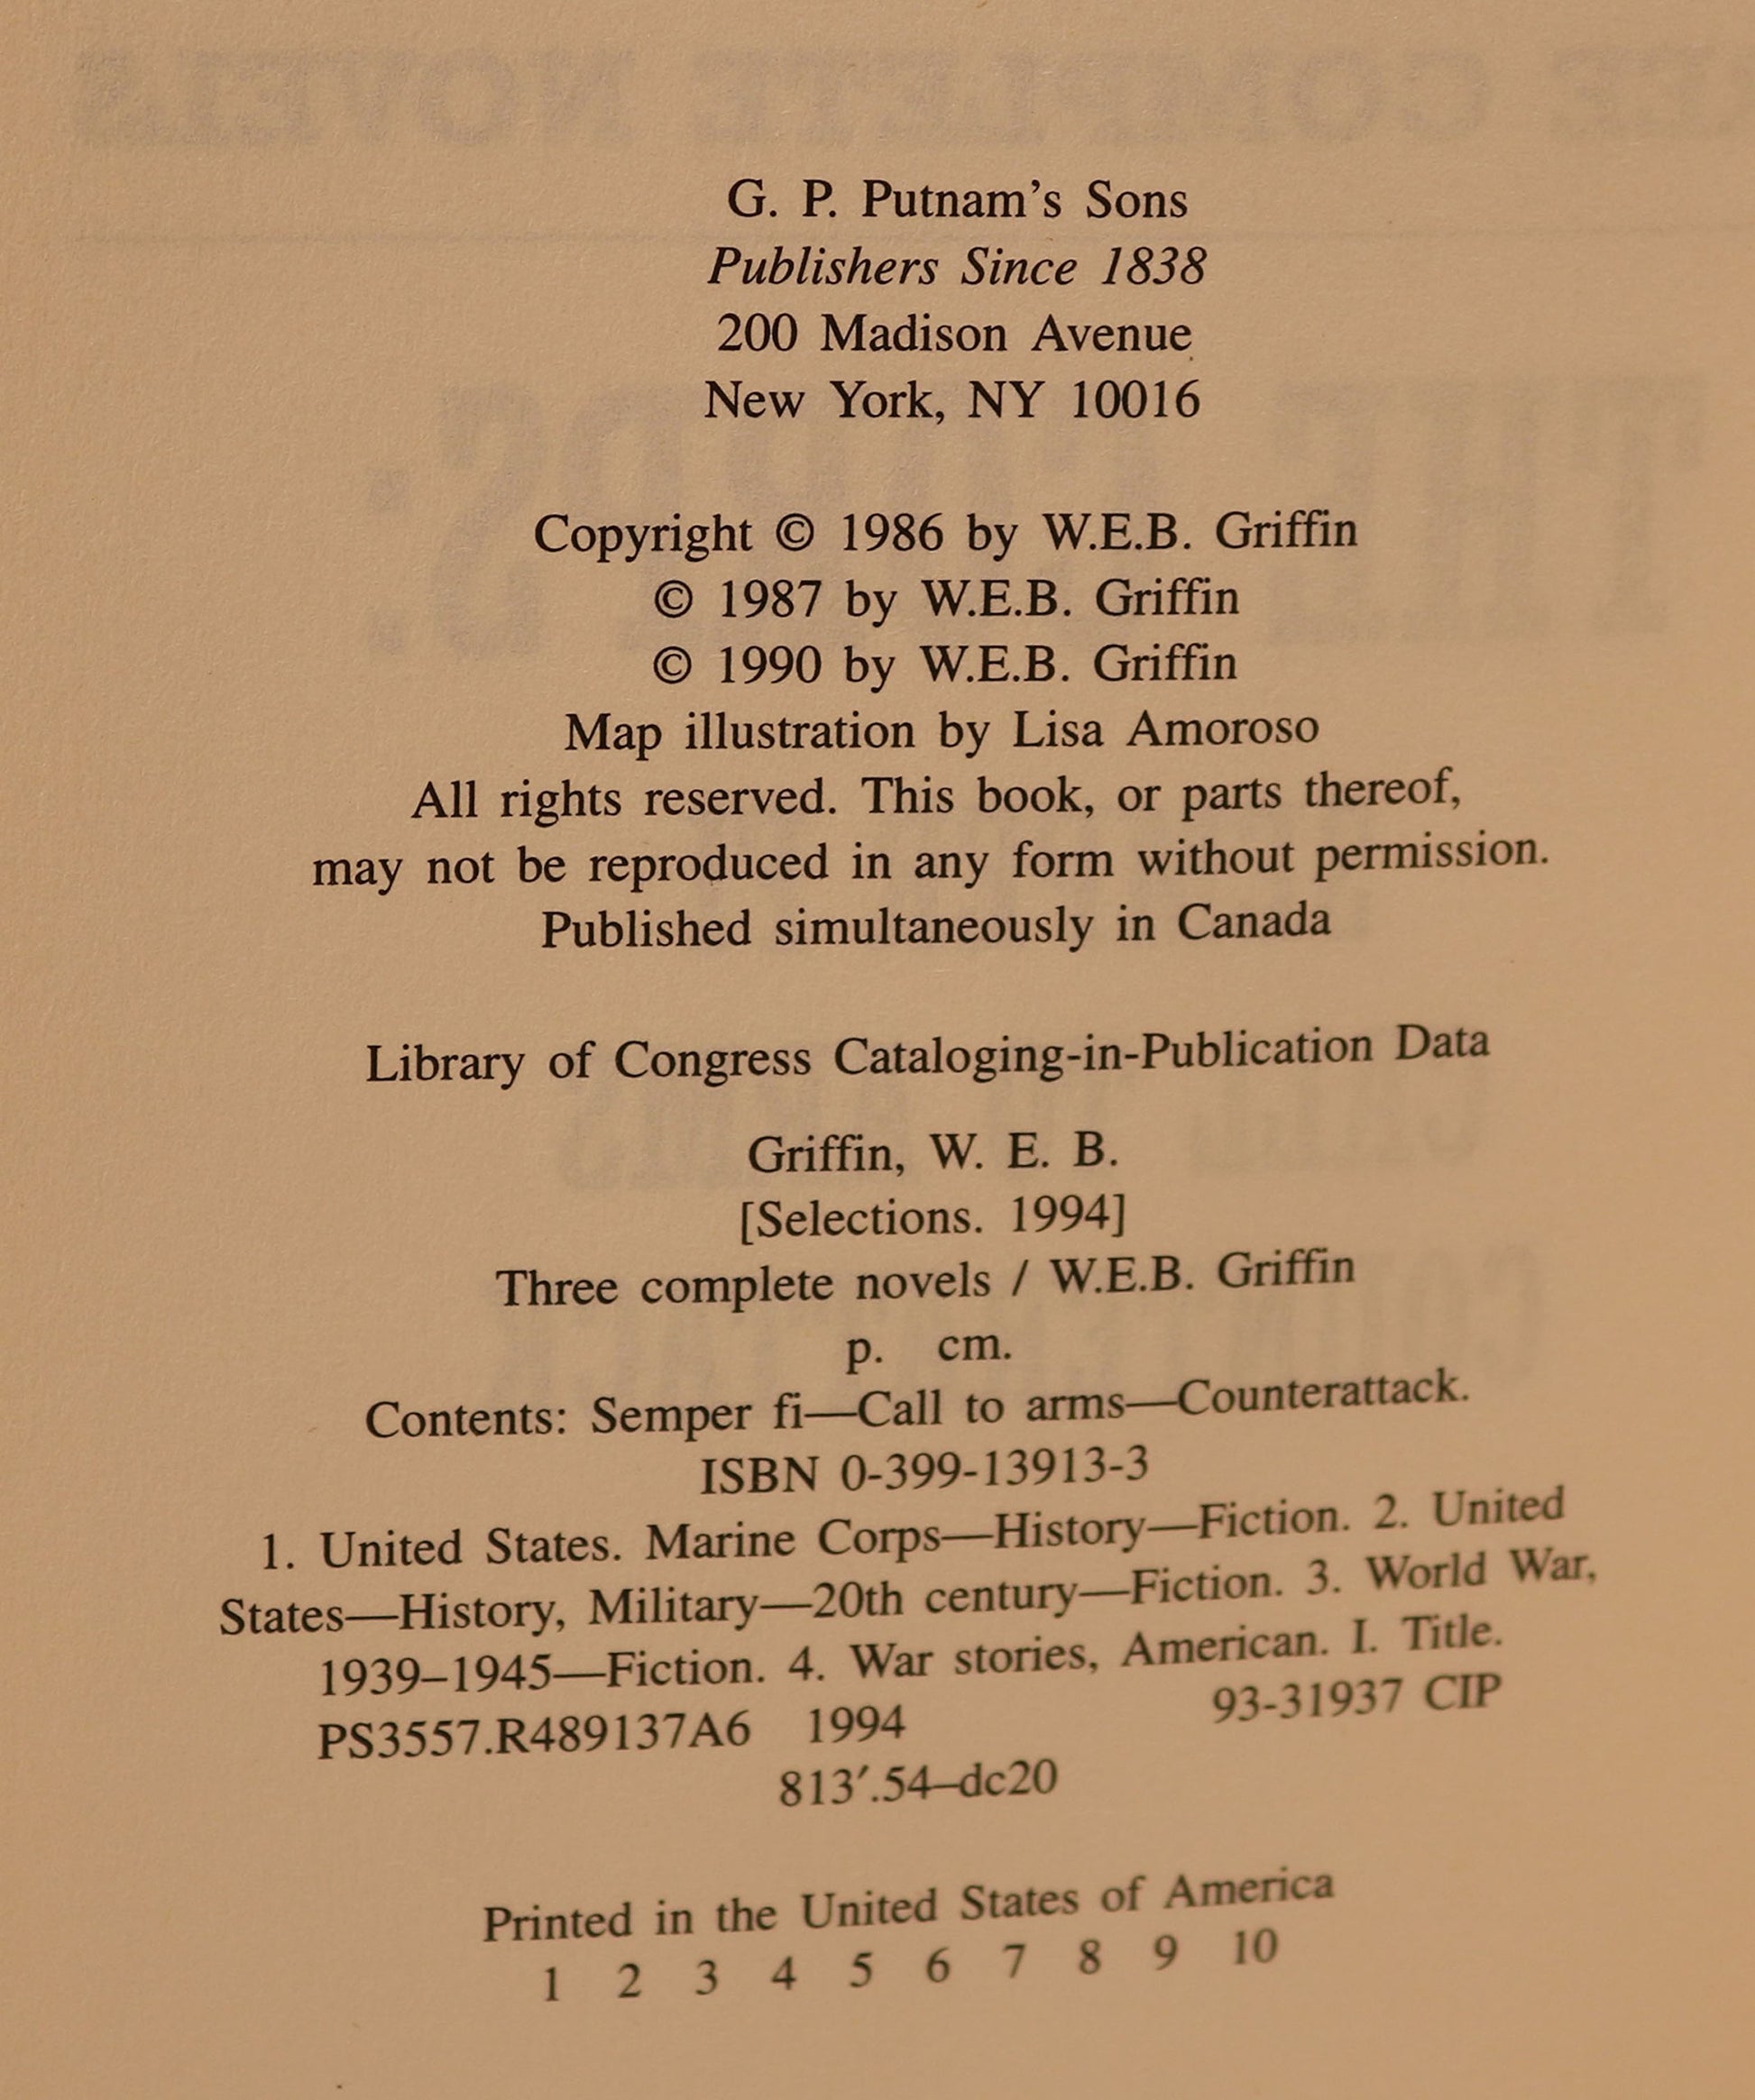 G. P. Putnam's Sons
Publishers Since 1838
200 Madison Avenue
New York, NY 10016
Copyright © 1986 by W.E.B. Griffin
© 1987 by W.E.B. Griffin
© 1990 by W.E.B. Griffin
Map illustration by Lisa Amoroso
All rights reserved. This book, or parts thereof,
may not be reproduced in any form without permission.
Published simultaneously in Canada
Library of Congress Cataloging-in-Publication Data
Griffin, W. E. B.
[Selections. 1994]
Three complete novels / W.E.B. Griffin
p. cm.
Contents: Semper fi—Call to arms—Counterattack.
ISBN 0-399-13913-3
1. United States. Marine Corps—History—Fiction. 2. United
States—History, Military—20th century—Fiction. 3. World War,
1939–1945—Fiction. 4. War stories, American. I. Title.
PS3557.R489137A6 1994 93-31937 CIP
813′.54–dc20
Printed in the United States of America
1 2 3 4 5 6 7 8 9 10